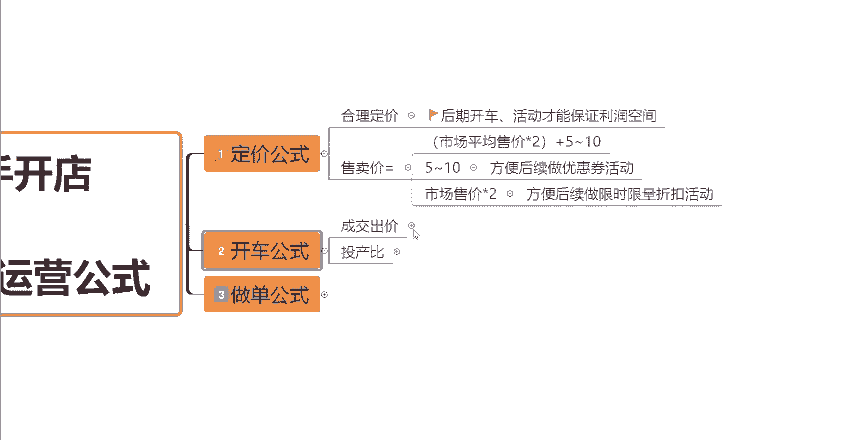 手开店
运营公式
1 定价公式
合理定价 后期开车、活动才能保证利润空间
售卖价=
（市场平均售价*2）+5~10
5~10 方便后续做优惠券活动
市场售价*2 方便后续做限时限量折扣活动
2 开车公式
成交出价
投产比
3 做单公式